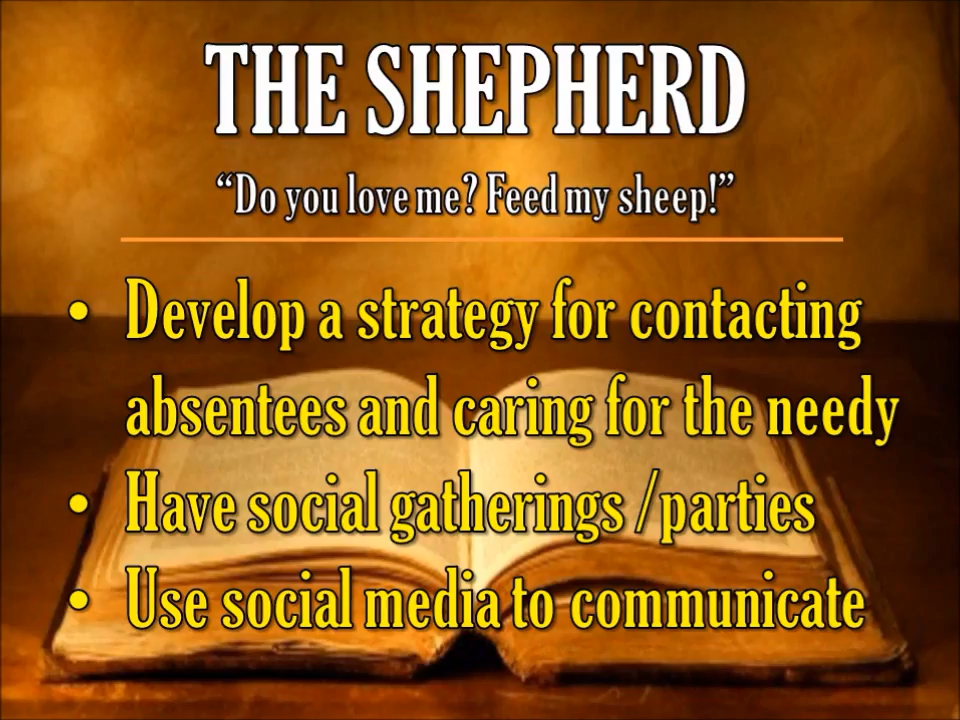 THE SHEPHERD
“Do you love me? Feed my sheep!”
• Develop a strategy for contacting
absentees and caring for the needy
• Have social gatherings /parties
• Use social media to communicate